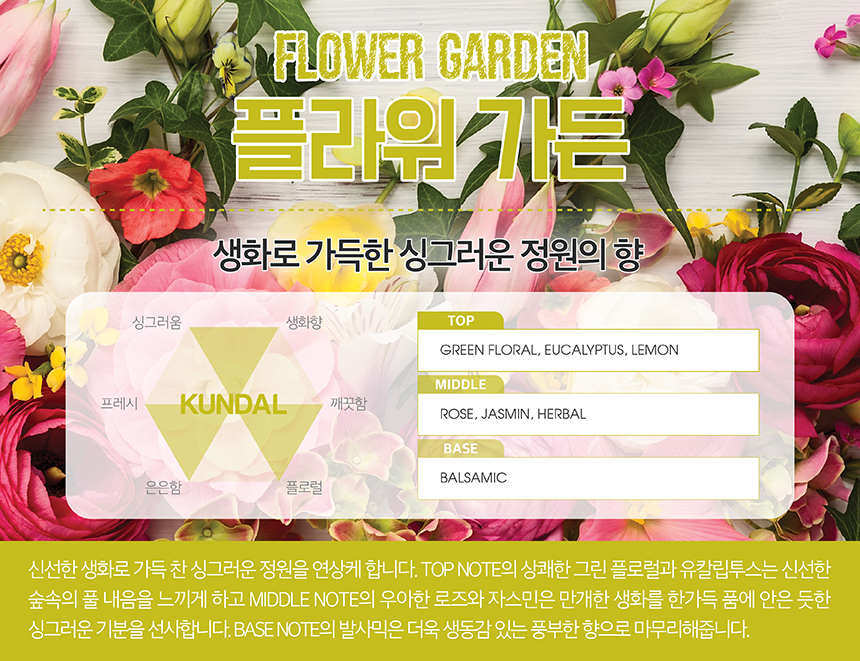 FLOWER GARDEN
플라워 가든
생화로 가득한 싱그러운 정원의 향
싱그러움
생화향
프레시
KUNDAL
깨끗함
은은함
플로럴
TOP
GREEN FLORAL, EUCALYPTUS, LEMON
MIDDLE
ROSE, JASMIN, HERBAL
BASE
BALSAMIC
신선한 생화로 가득 찬 싱그러운 정원을 연상케 합니다. TOP NOTE의 상쾌한 그린 플로럴과 유칼립투스는 신선한
숲속의 풀 내음을 느끼게 하고 MIDDLE NOTE의 우아한 로즈와 자스민은 만개한 생화를 한가득 품에 안은 듯한
싱그러운 기분을 선사합니다. BASE NOTE의 발사믹은 더욱 생동감 있는 풍부한 향으로 마무리해줍니다.